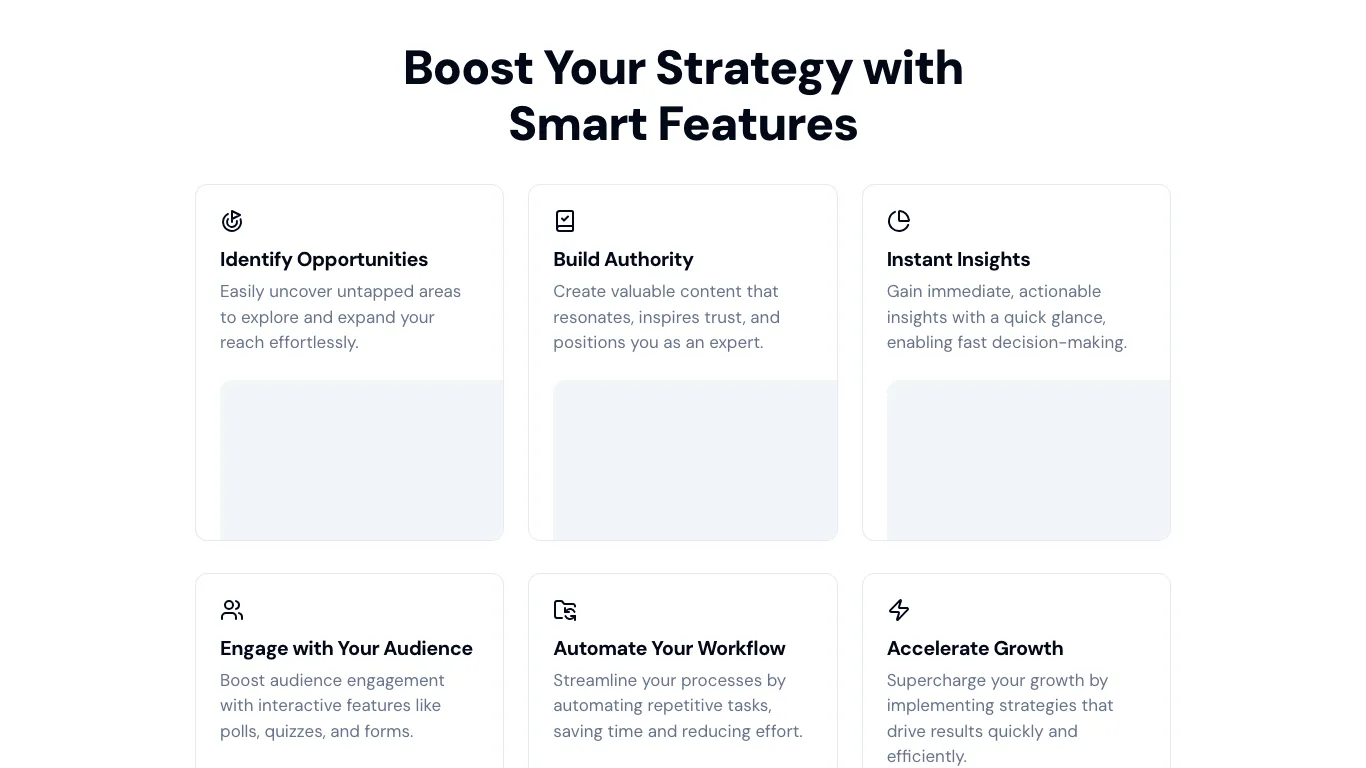 Boost Your Strategy with
Smart Features
Identify Opportunities
Easily uncover untapped areas
to explore and expand your
reach effortlessly.
Build Authority
Create valuable content that
resonates, inspires trust, and
positions you as an expert.
Instant Insights
Gain immediate, actionable
insights with a quick glance,
enabling fast decision-making.
Engage with Your Audience
Boost audience engagement
with interactive features like
polls, quizzes, and forms.
Automate Your Workflow
Streamline your processes by
automating repetitive tasks,
saving time and reducing effort.
Accelerate Growth
Supercharge your growth by
implementing strategies that
drive results quickly and
efficiently.